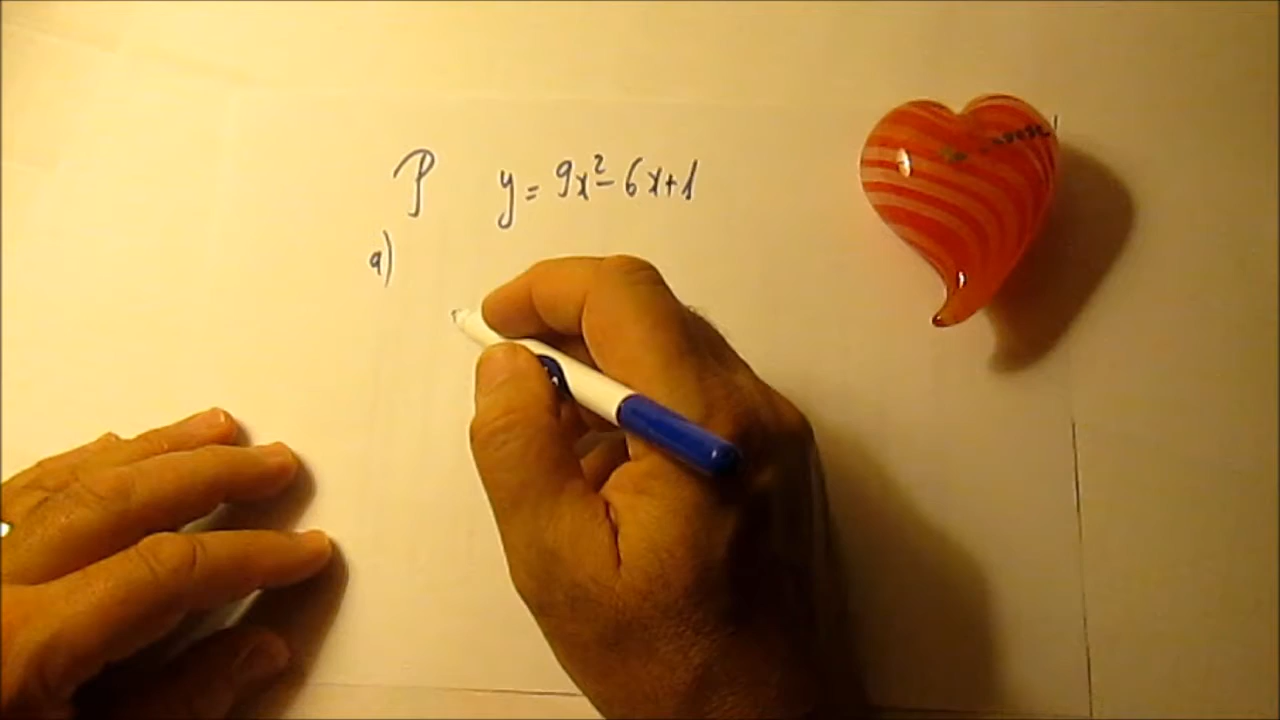 P y = 9x² - 6x + 1
a)